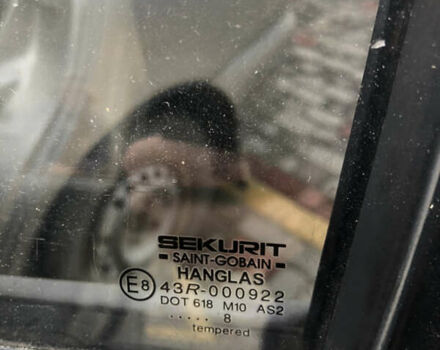 SEKURIT
SAINT-GOBAIN
HANGLAS
E8 43R-000922
DOT 618 M10 AS2
..... 8
tempered